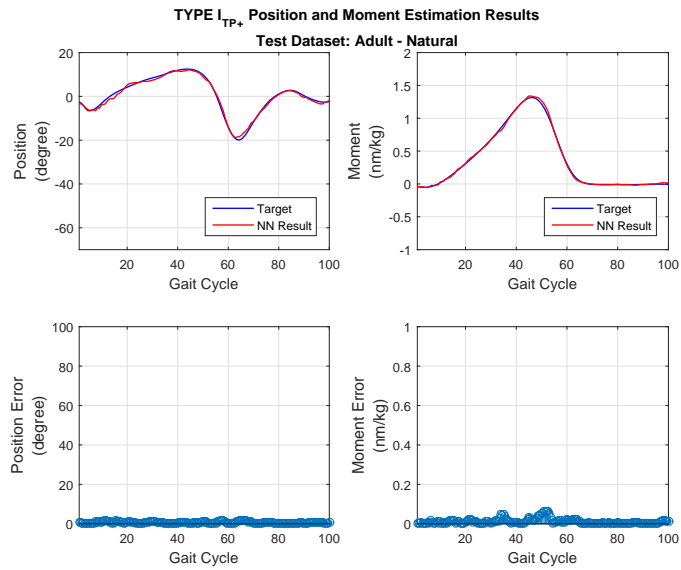 TYPE I_TP+ Position and Moment Estimation Results
Test Dataset: Adult - Natural
20
0
-20
-40
-60
Position
(degree)
20 40 60 80 100
Gait Cycle
Target
NN Result
2
1.5
1
0.5
0
-0.5
-1
Moment
(nm/kg)
20 40 60 80 100
Gait Cycle
Target
NN Result
100
80
60
40
20
0
Position Error
(degree)
20 40 60 80 100
Gait Cycle
1
0.8
0.6
0.4
0.2
0
Moment Error
(nm/kg)
20 40 60 80 100
Gait Cycle